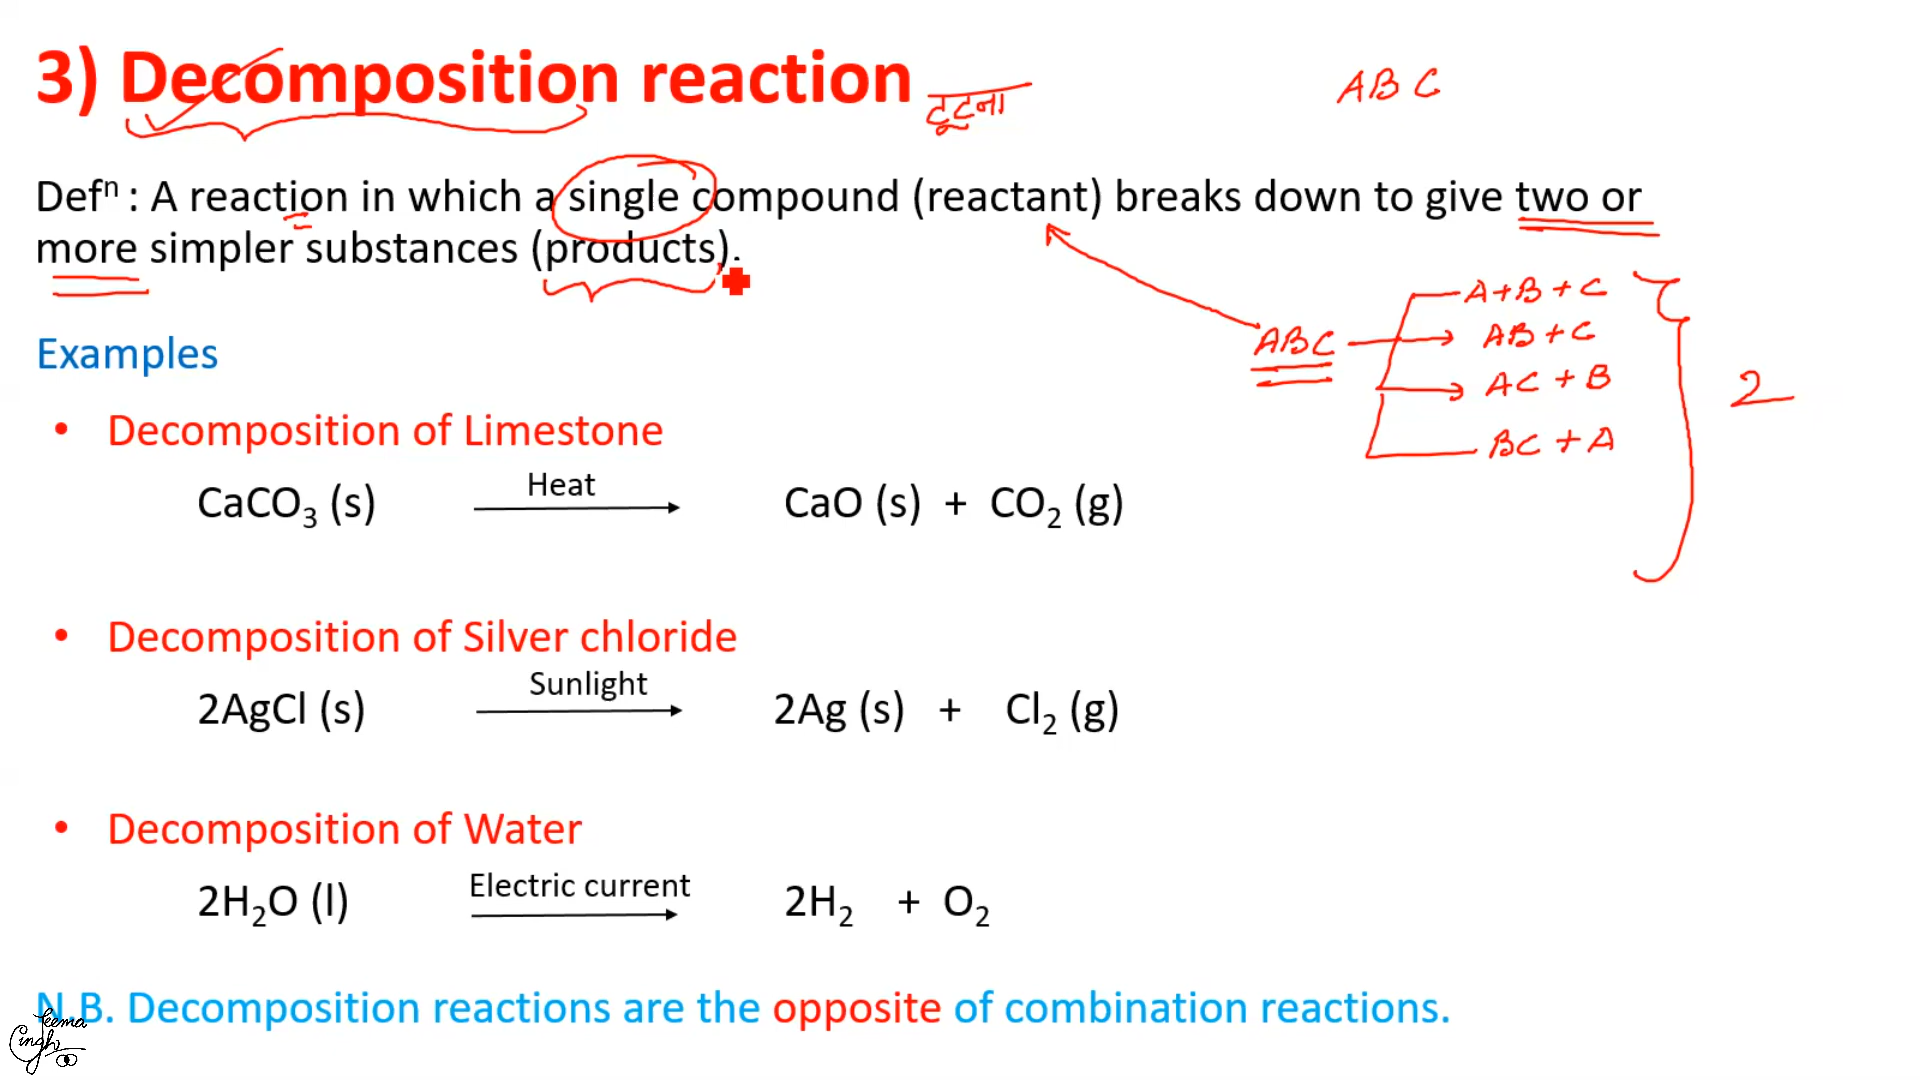 3) Decomposition reaction टूटना
A B C
Defⁿ : A reaction in which a single compound (reactant) breaks down to give two or
more simpler substances (products).
A+B+C
ABC AB+C
AC+B
BC+A
2
Examples
• Decomposition of Limestone
CaCO₃ (s) Heat CaO (s) + CO₂ (g)
• Decomposition of Silver chloride
2AgCl (s) Sunlight 2Ag (s) + Cl₂ (g)
• Decomposition of Water
2H₂O (l) Electric current 2H₂ + O₂
N.B. Decomposition reactions are the opposite of combination reactions.